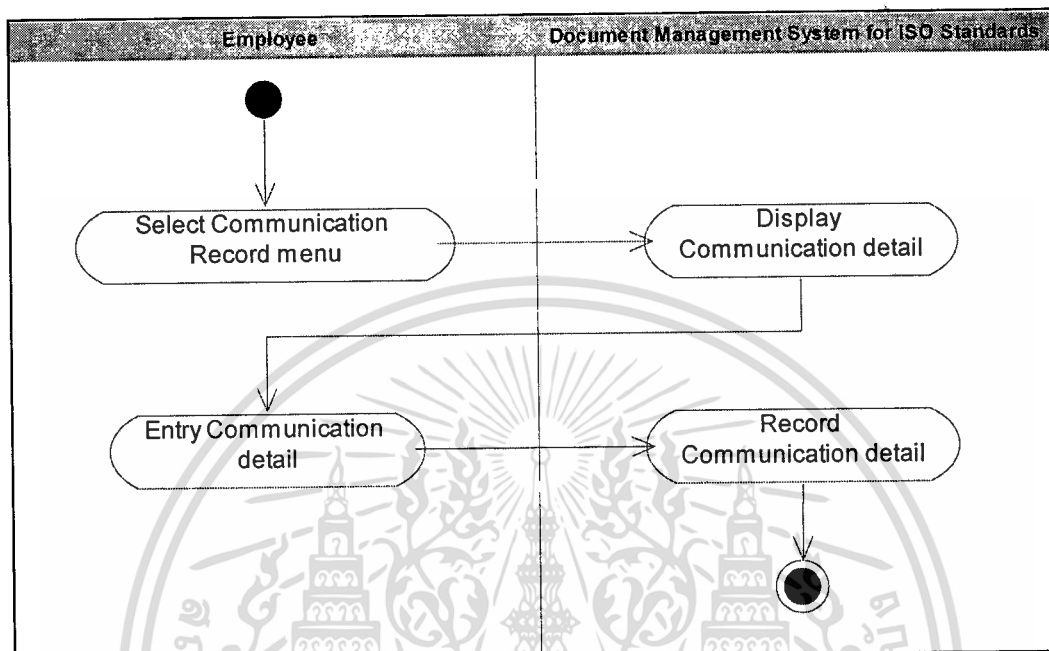 Employee
Document Management System for ISO Standards
Select Communication
Record menu
Display
Communication detail
Entry Communication
detail
Record
Communication detail